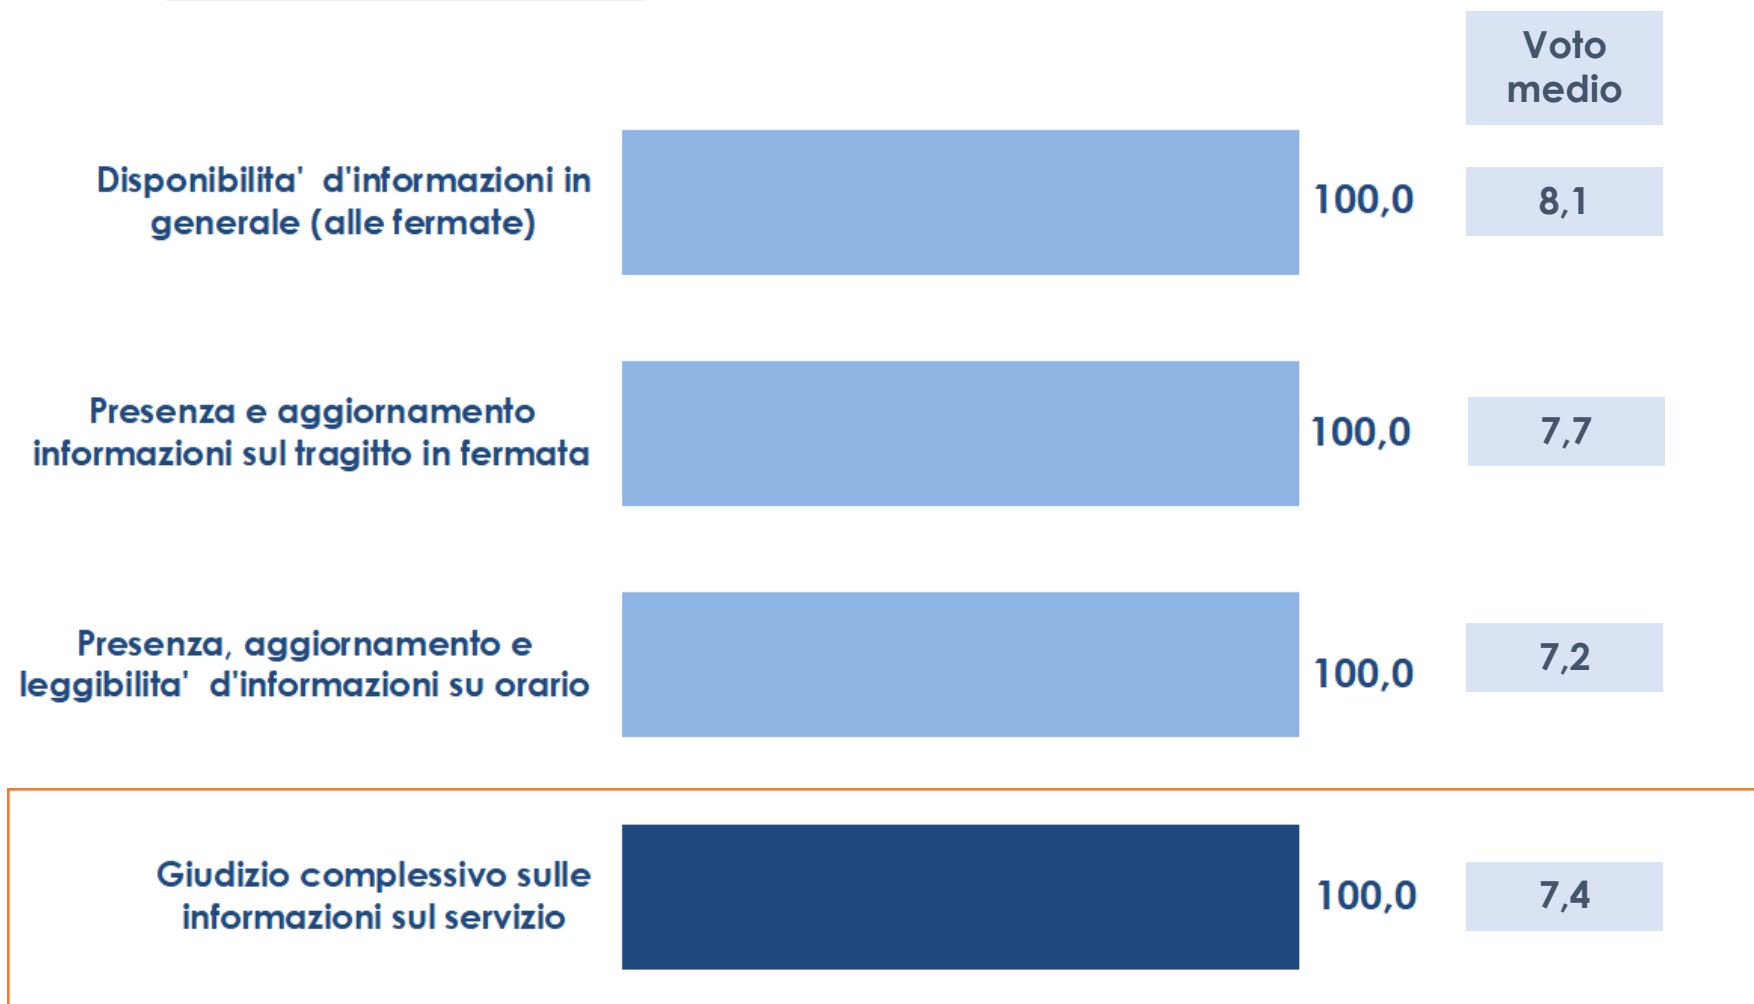 Voto
medio
Disponibilita' d'informazioni in
generale (alle fermate)
100,0
8,1
Presenza e aggiornamento
informazioni sul tragitto in fermata
100,0
7,7
Presenza, aggiornamento e
leggibilita' d'informazioni su orario
100,0
7,2
Giudizio complessivo sulle
informazioni sul servizio
100,0
7,4